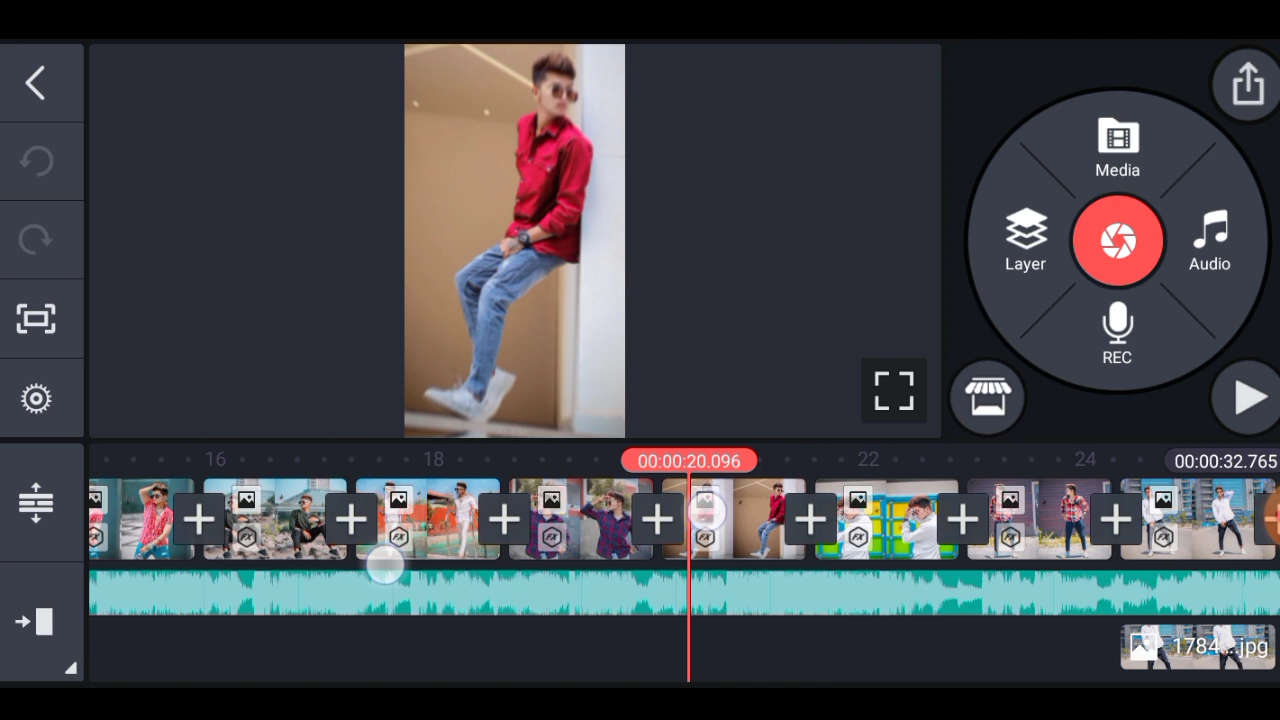 Media
Layer
Audio
REC
16
18
00:00:20.096
22
24
00:00:32.765
1784...jpg